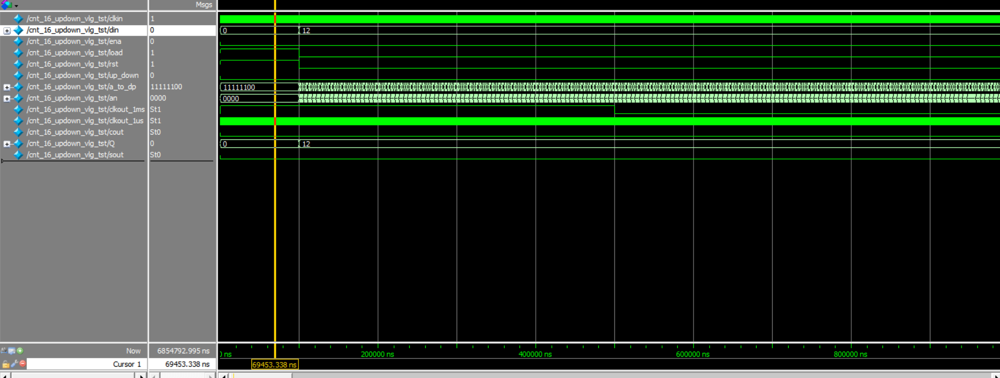 Msgs
/cnt_16_updown_vlg_tst/clkin 1
/cnt_16_updown_vlg_tst/din 0 0 12
/cnt_16_updown_vlg_tst/ena 0
/cnt_16_updown_vlg_tst/load 1
/cnt_16_updown_vlg_tst/rst 1
/cnt_16_updown_vlg_tst/up_down 0
/cnt_16_updown_vlg_tst/a_to_dp 11111100 11111100
/cnt_16_updown_vlg_tst/an 0000 0000
/cnt_16_updown_vlg_tst/clkout_1ms St1
/cnt_16_updown_vlg_tst/clkout_1us St1
/cnt_16_updown_vlg_tst/cout St0
/cnt_16_updown_vlg_tst/Q 0 0 12
/cnt_16_updown_vlg_tst/sout St0
Now 6854792.995 ns 0 ns 200000 ns 400000 ns 600000 ns 800000 ns
Cursor 1 69453.338 ns 69453.338 ns